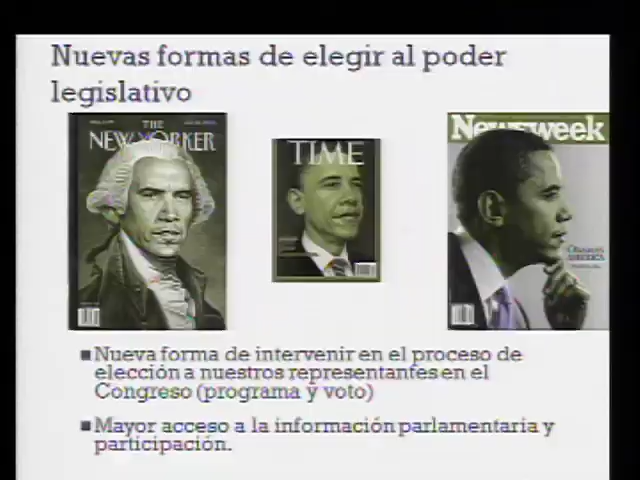 Nuevas formas de elegir al poder
legislativo
THE
NEW YORKER
TIME
Newsweek
■Nueva forma de intervenir en el proceso de
elección a nuestros representantes en el
Congreso (programa y voto)
■Mayor acceso a la información parlamentaria y
participación.